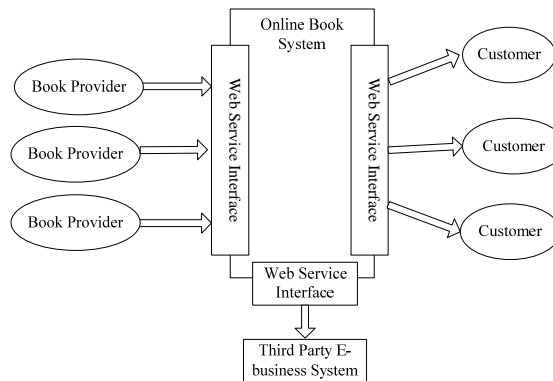 Online Book
System
Book Provider
Book Provider
Book Provider
Web Service Interface
Web Service Interface
Customer
Customer
Customer
Web Service
Interface
Third Party E-
business System